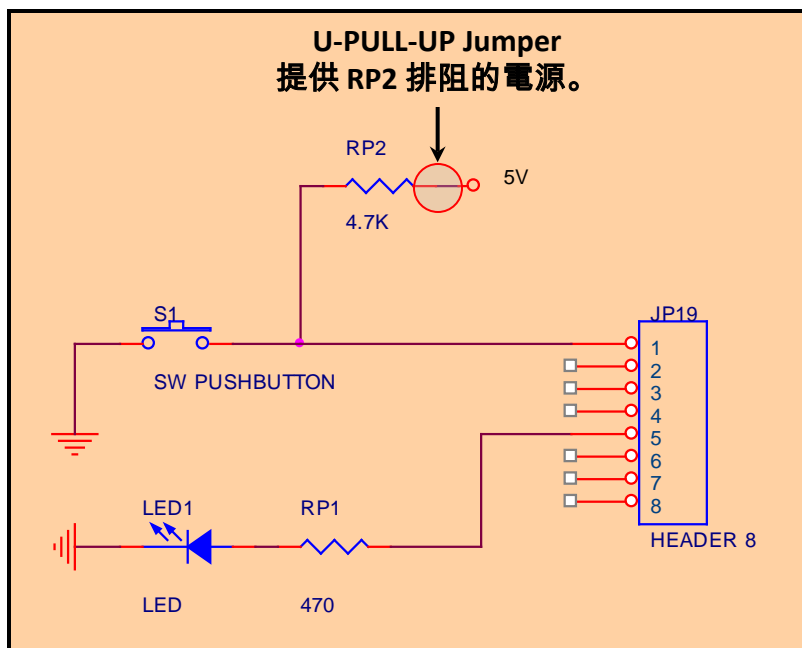 U-PULL-UP Jumper
提供 RP2 排阻的電源。
RP2
5V
4.7K
S1
JP19
SW PUSHBUTTON
1
2
3
4
5
6
7
8
LED1
RP1
HEADER 8
LED
470